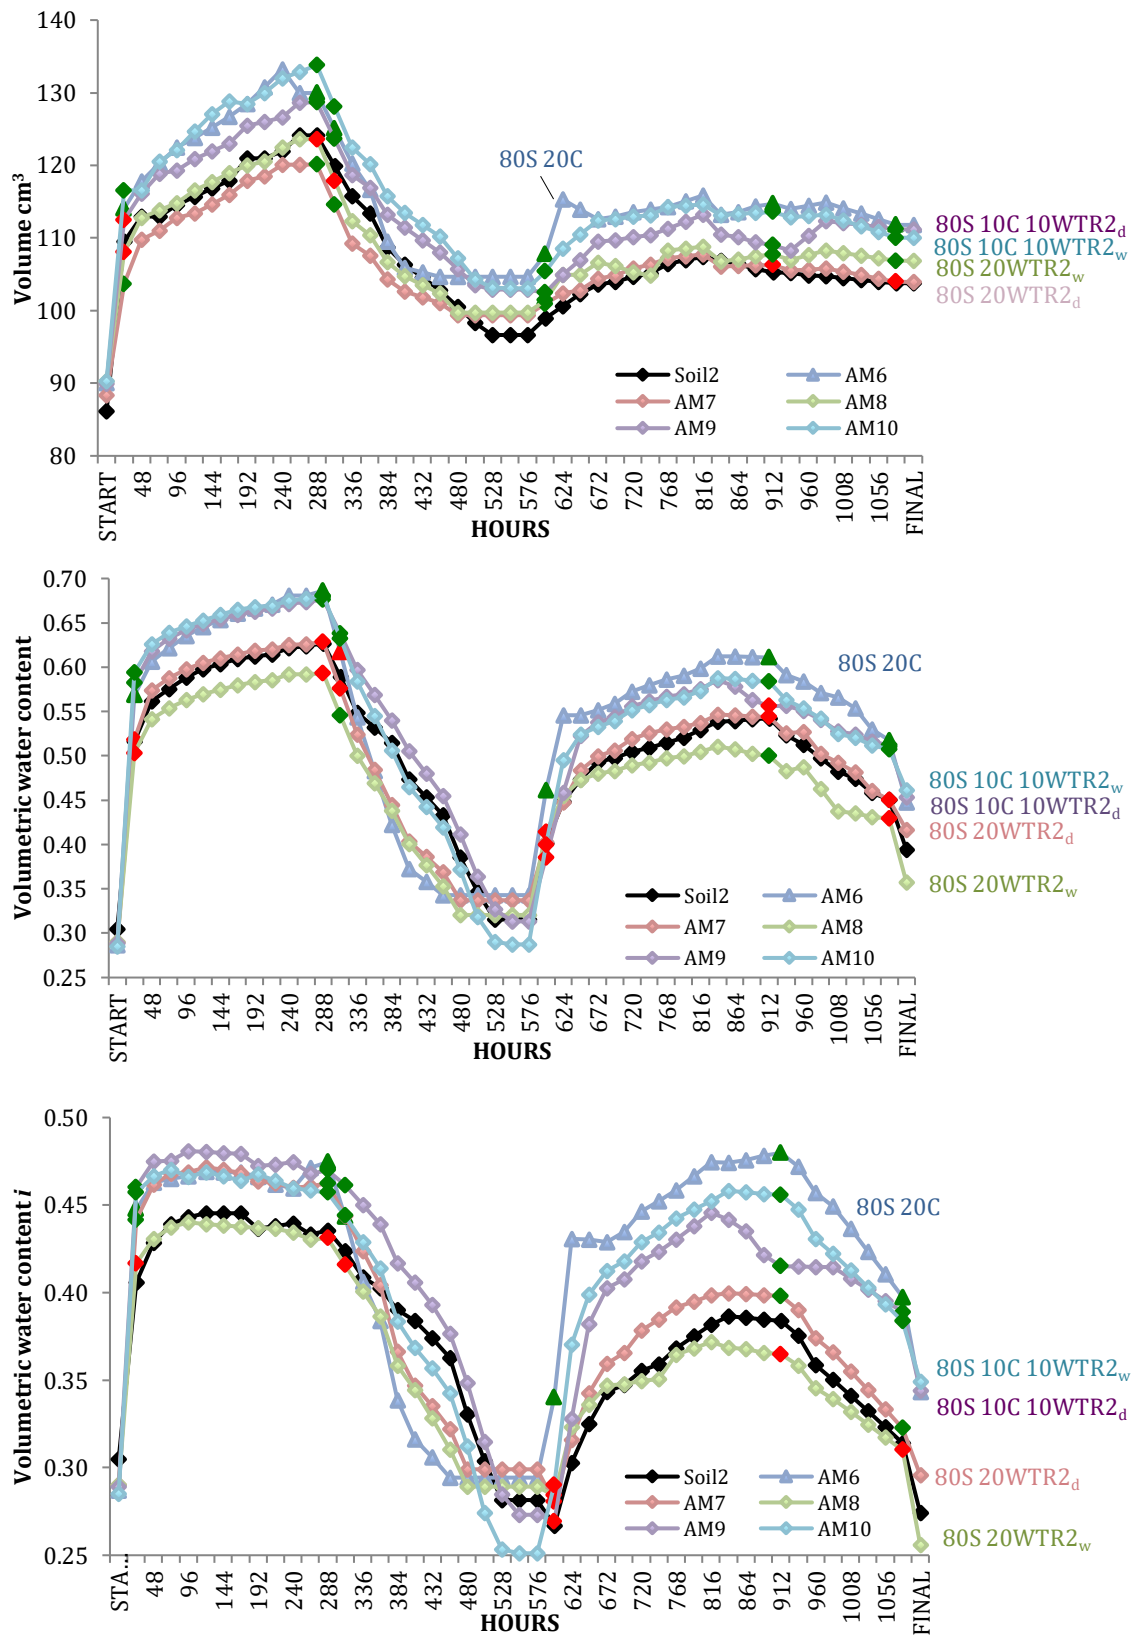 140
130
120
110
100
90
80
Volume cm³
80S 20C
80S 10C 10WTR2d
80S 10C 10WTR2w
80S 20WTR2w
80S 20WTR2d
Soil2 AM6
AM7 AM8
AM9 AM10
START 48 96 144 192 240 288 336 384 432 480 528 576 624 672 720 768 816 864 912 960 1008 1056 FINAL
HOURS
0.70
0.65
0.60
0.55
0.50
0.45
0.40
0.35
0.30
0.25
Volumetric water content
80S 20C
80S 10C 10WTR2w
80S 10C 10WTR2d
80S 20WTR2d
80S 20WTR2w
Soil2 AM6
AM7 AM8
AM9 AM10
START 48 96 144 192 240 288 336 384 432 480 528 576 624 672 720 768 816 864 912 960 1008 1056 FINAL
HOURS
0.50
0.45
0.40
0.35
0.30
0.25
Volumetric water content i
80S 20C
80S 10C 10WTR2w
80S 10C 10WTR2d
80S 20WTR2d
80S 20WTR2w
Soil2 AM6
AM7 AM8
AM9 AM10
STA... 48 96 144 192 240 288 336 384 432 480 528 576 624 672 720 768 816 864 912 960 1008 1056 FINAL
HOURS